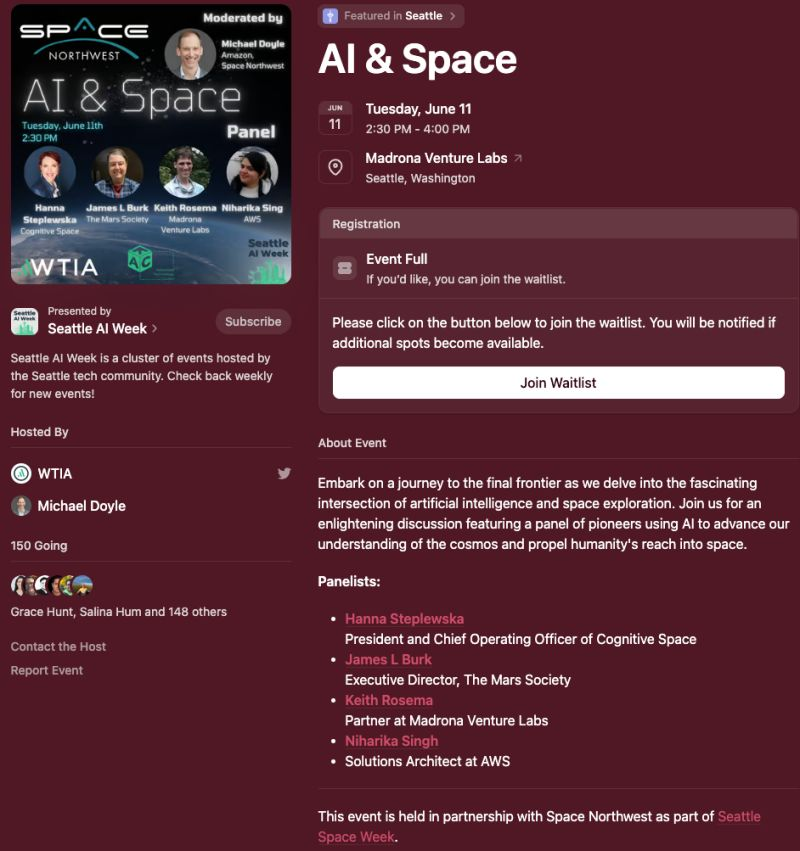 SPACE
NORTHWEST
Moderated by
Michael Doyle
Amazon,
Space Northwest
AI & Space
Tuesday, June 11th
2:30 PM
Panel
Hanna
Steplewska
Cognitive Space
James L Burk
The Mars Society
Keith Rosema
Madrona
Venture Labs
Niharika Sing
AWS
WTIA
Seattle
AI Week
Seattle
AI Week
Presented by
Seattle AI Week
Subscribe
Seattle AI Week is a cluster of events hosted by
the Seattle tech community. Check back weekly
for new events!
Hosted By
WTIA
Michael Doyle
150 Going
Grace Hunt, Salina Hum and 148 others
Contact the Host
Report Event
Featured in Seattle
AI & Space
JUN
11
Tuesday, June 11
2:30 PM - 4:00 PM
Madrona Venture Labs
Seattle, Washington
Registration
Event Full
If you'd like, you can join the waitlist.
Please click on the button below to join the waitlist. You will be notified if
additional spots become available.
Join Waitlist
About Event
Embark on a journey to the final frontier as we delve into the fascinating
intersection of artificial intelligence and space exploration. Join us for an
enlightening discussion featuring a panel of pioneers using AI to advance our
understanding of the cosmos and propel humanity's reach into space.
Panelists:
• Hanna Steplewska
President and Chief Operating Officer of Cognitive Space
• James L Burk
Executive Director, The Mars Society
• Keith Rosema
Partner at Madrona Venture Labs
• Niharika Singh
• Solutions Architect at AWS
This event is held in partnership with Space Northwest as part of Seattle
Space Week.